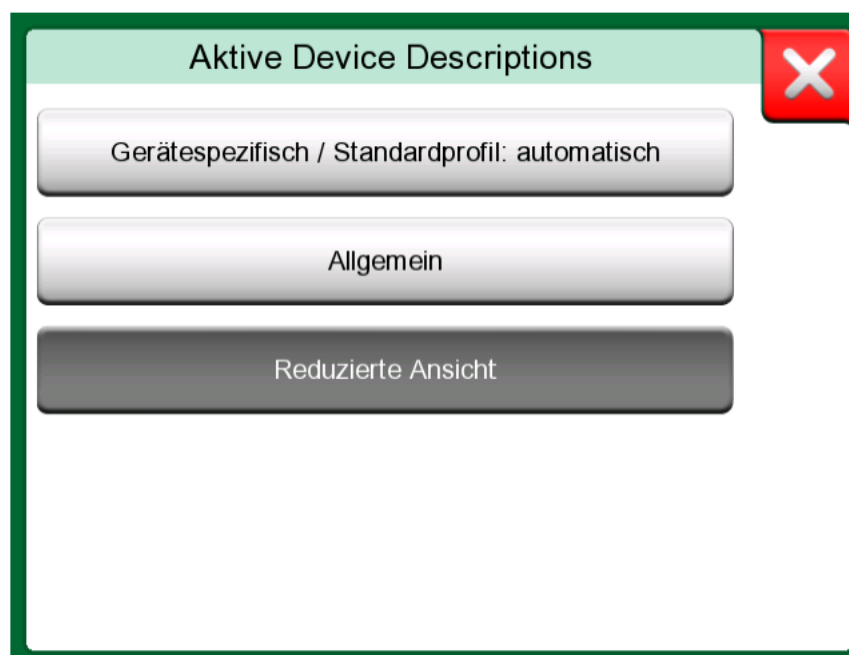 Aktive Device Descriptions
Gerätespezifisch / Standardprofil: automatisch
Allgemein
Reduzierte Ansicht